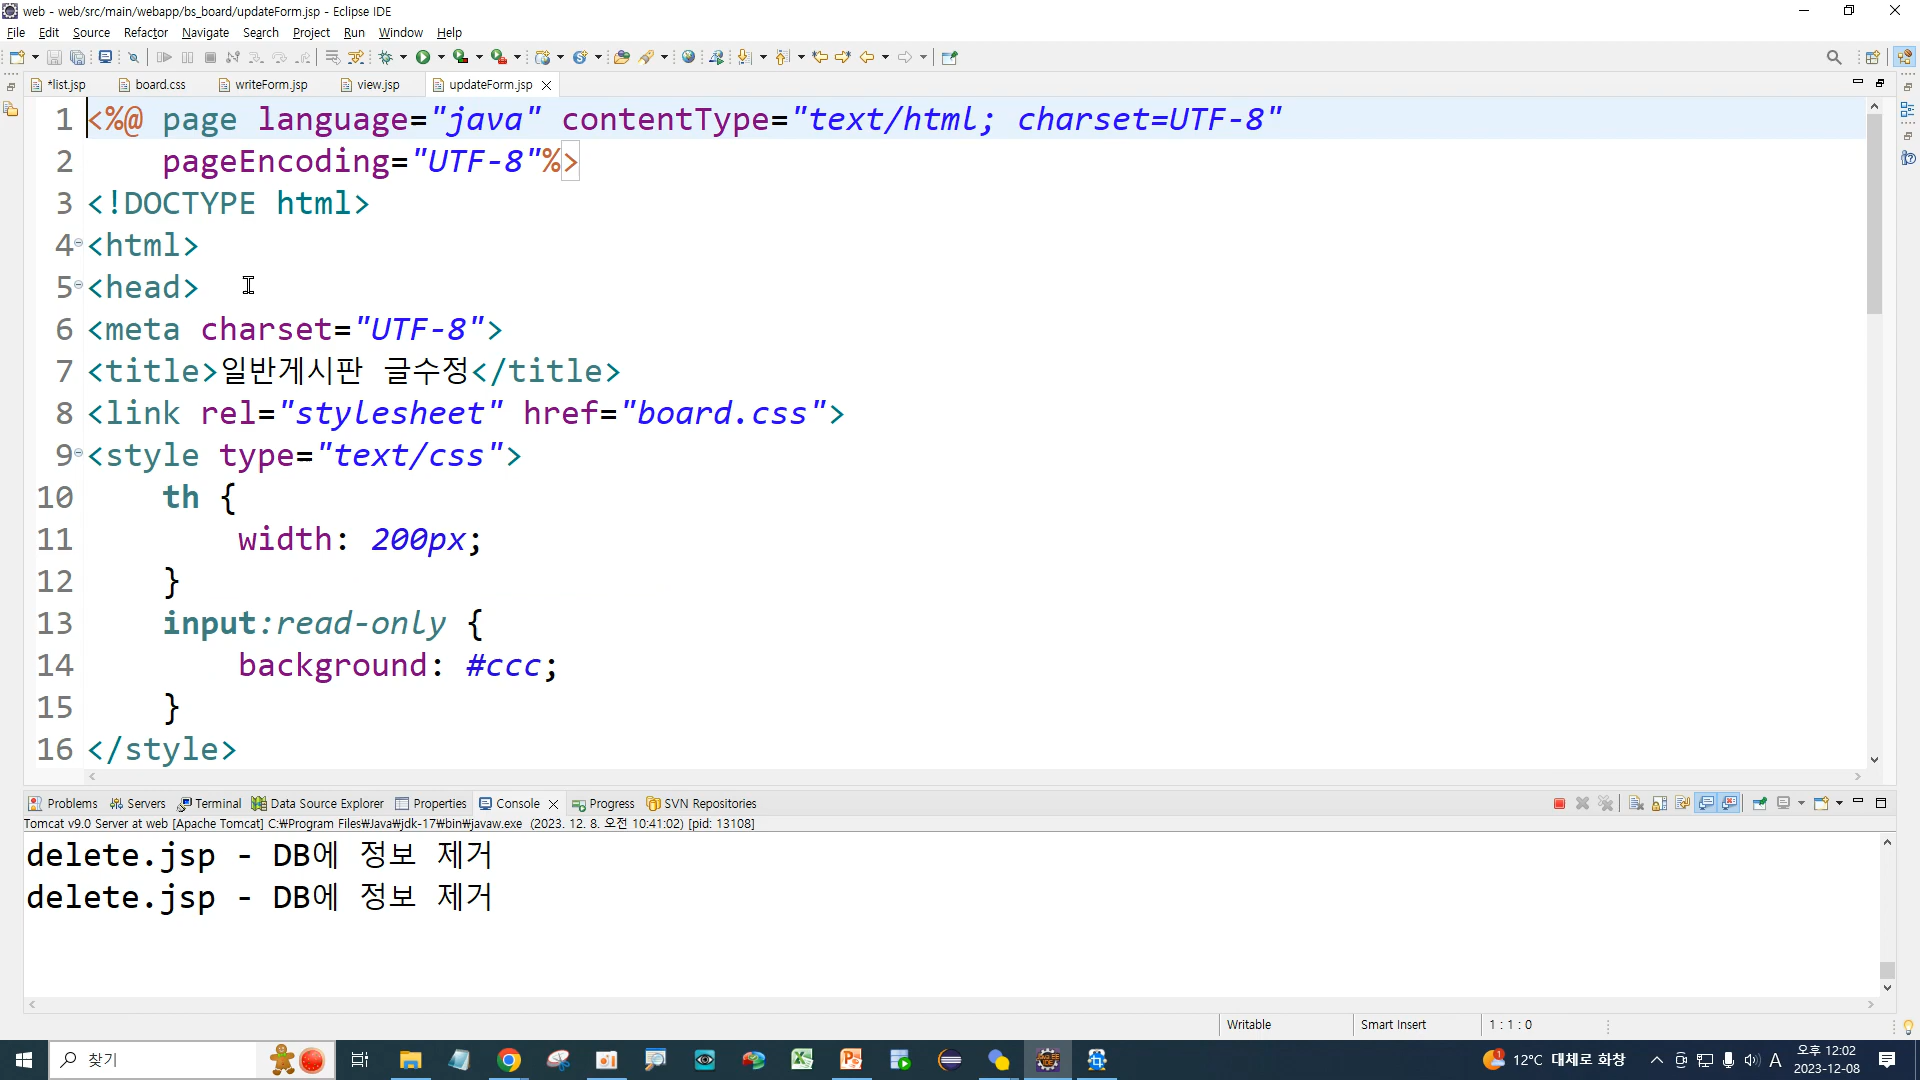 web - web/src/main/webapp/bs_board/updateForm.jsp - Eclipse IDE
File Edit Source Refactor Navigate Search Project Run Window Help
*list.jsp board.css writeForm.jsp view.jsp updateForm.jsp
1 <%@ page language="java" contentType="text/html; charset=UTF-8"
2 pageEncoding="UTF-8"%>
3 <!DOCTYPE html>
4 <html>
5 <head>
6 <meta charset="UTF-8">
7 <title>일반게시판 글수정</title>
8 <link rel="stylesheet" href="board.css">
9 <style type="text/css">
10 th {
11 width: 200px;
12 }
13 input:read-only {
14 background: #ccc;
15 }
16 </style>
Problems Servers Terminal Data Source Explorer Properties Console Progress SVN Repositories
Tomcat v9.0 Server at web [Apache Tomcat] C:₩Program Files₩Java₩jdk-17₩bin₩javaw.exe (2023. 12. 8. 오전 10:41:02) [pid: 13108]
delete.jsp - DB에 정보 제거
delete.jsp - DB에 정보 제거
Writable Smart Insert 1 : 1 : 0
찾기
12°C 대체로 화창
A
오후 12:02
2023-12-08